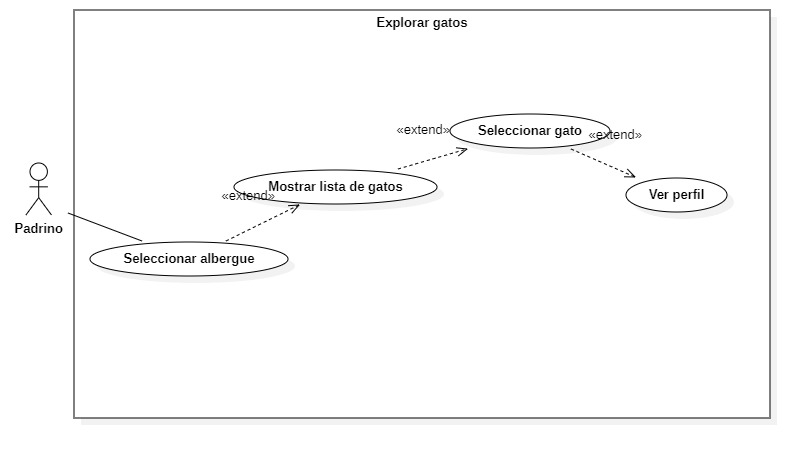 Explorar gatos
«extend»
Seleccionar gato
«extend»
Mostrar lista de gatos
«extend»
Ver perfil
Padrino
Seleccionar albergue